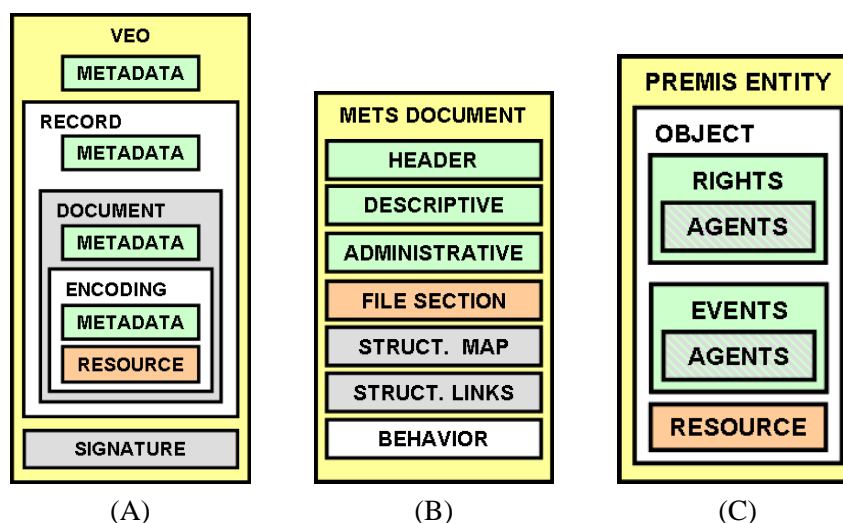 VEO
METADATA
RECORD
METADATA
DOCUMENT
METADATA
ENCODING
METADATA
RESOURCE
SIGNATURE
(A)
METS DOCUMENT
HEADER
DESCRIPTIVE
ADMINISTRATIVE
FILE SECTION
STRUCT. MAP
STRUCT. LINKS
BEHAVIOR
(B)
PREMIS ENTITY
OBJECT
RIGHTS
AGENTS
EVENTS
AGENTS
RESOURCE
(C)